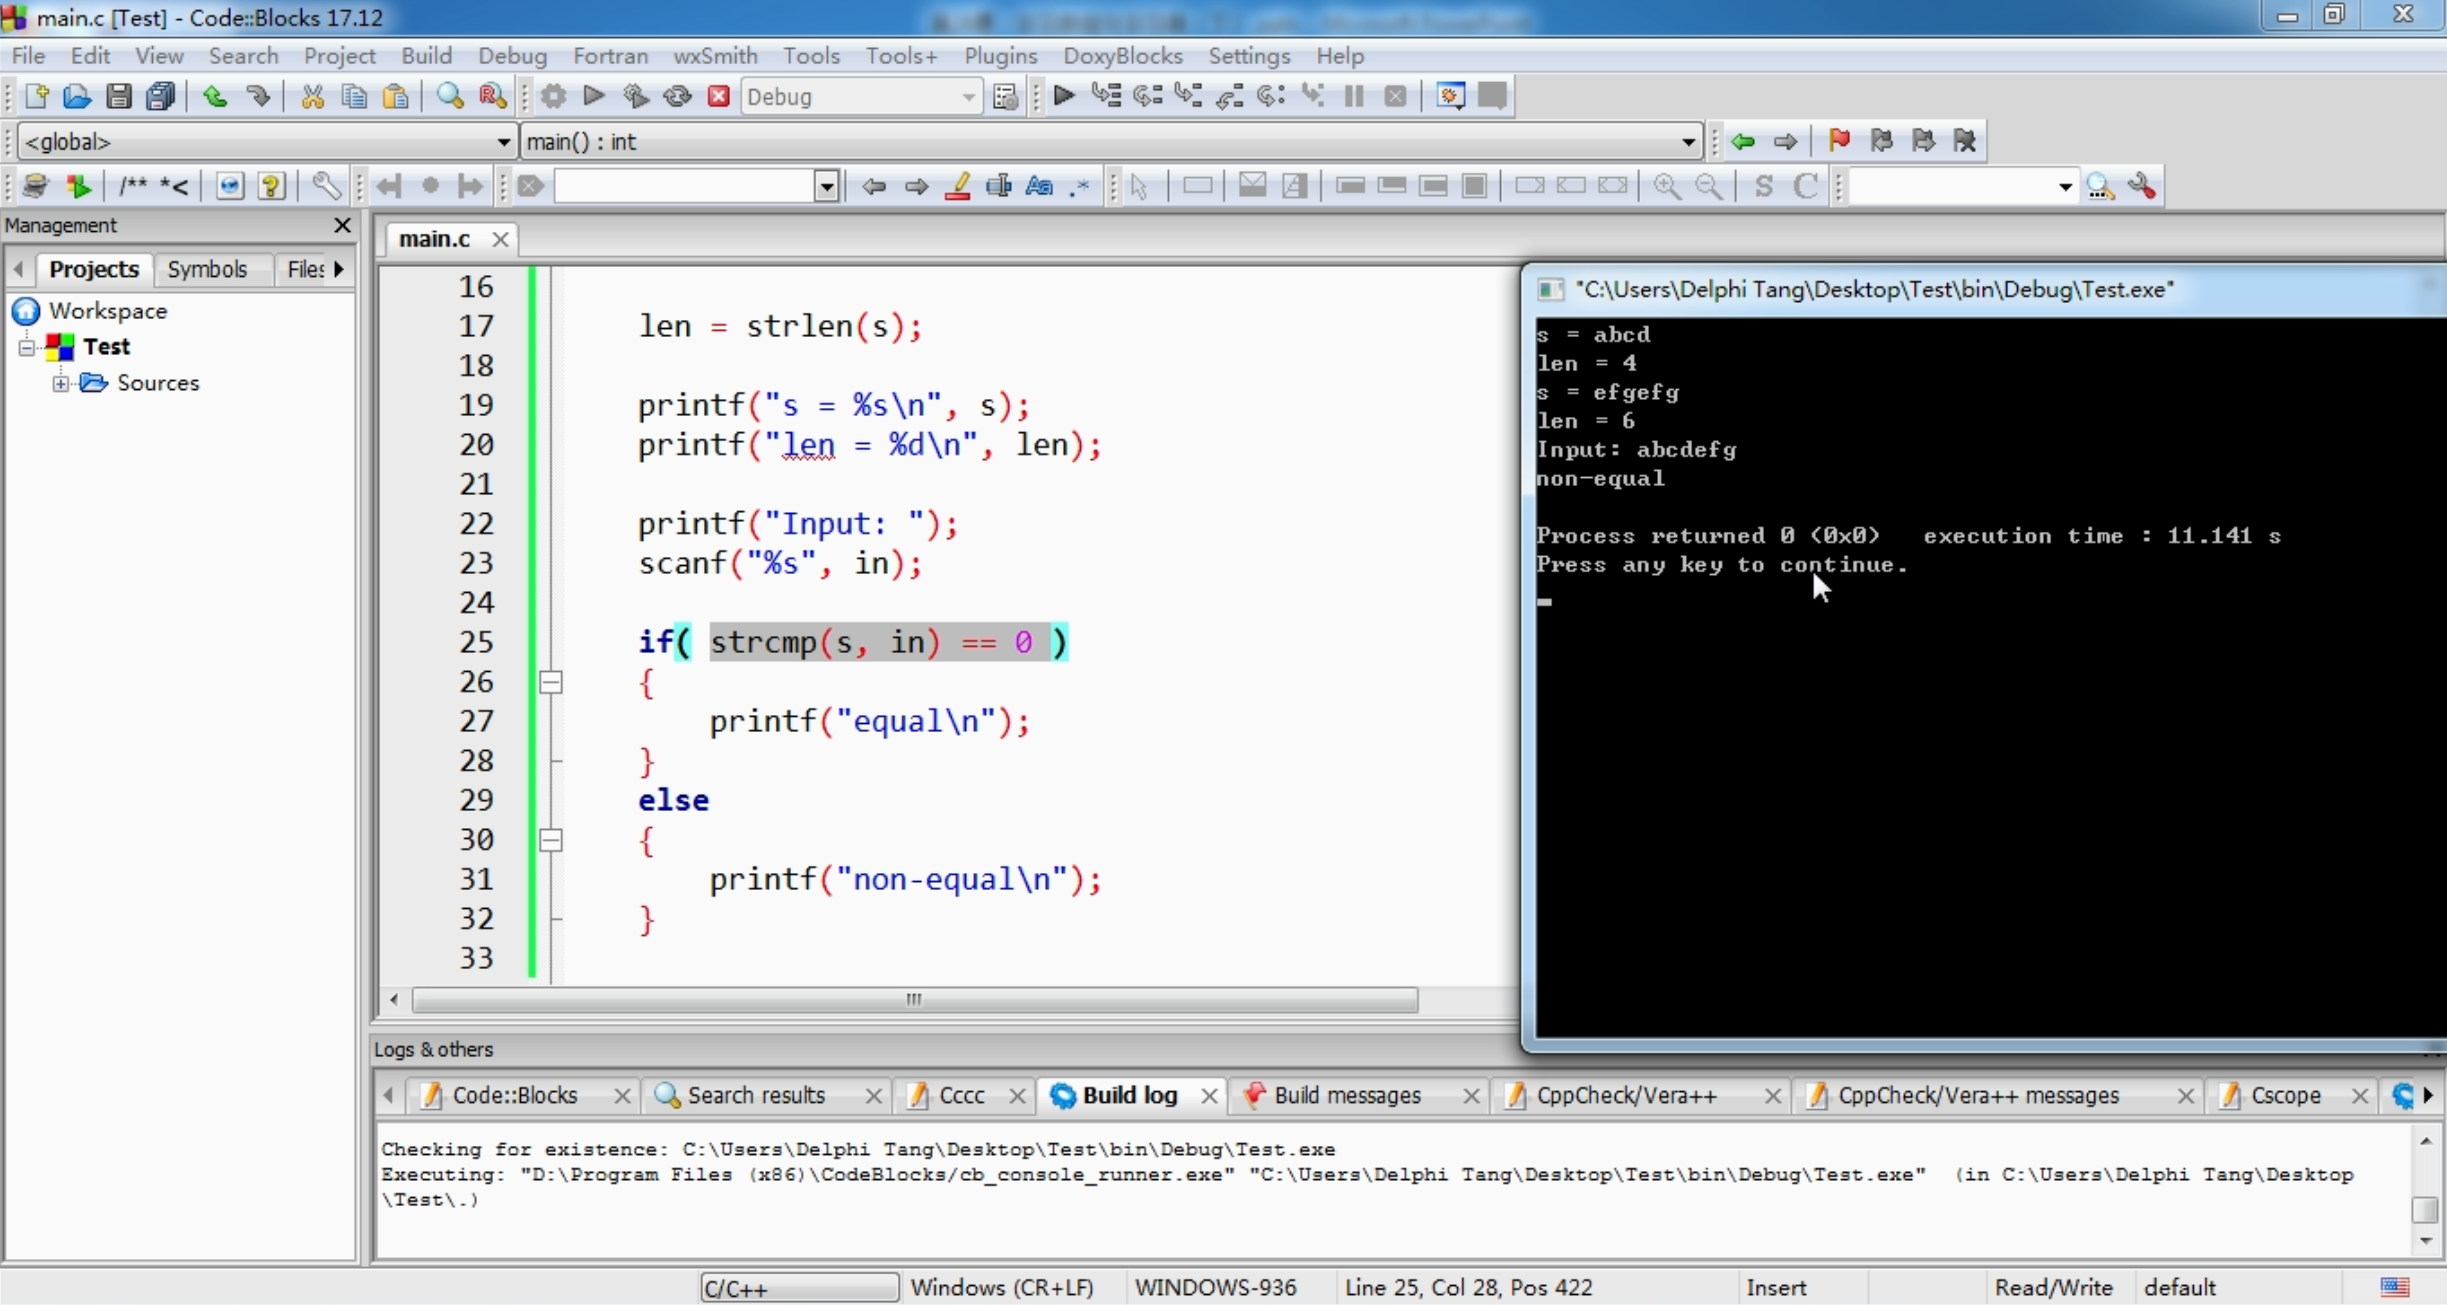 main.c [Test] - Code::Blocks 17.12
File Edit View Search Project Build Debug Fortran wxSmith Tools Tools+ Plugins DoxyBlocks Settings Help
Debug
<global> main() : int
/** *<
S C
Management
main.c
Projects Symbols Files
Workspace
Test
Sources
16
17 len = strlen(s);
18
19 printf("s = %s\n", s);
20 printf("len = %d\n", len);
21
22 printf("Input: ");
23 scanf("%s", in);
24
25 if( strcmp(s, in) == 0 )
26 {
27 printf("equal\n");
28 }
29 else
30 {
31 printf("non-equal\n");
32 }
33
"C:\Users\Delphi Tang\Desktop\Test\bin\Debug\Test.exe"
s = abcd
len = 4
s = efgefg
len = 6
Input: abcdefg
non-equal
Process returned 0 (0x0) execution time : 11.141 s
Press any key to continue.
Logs & others
Code::Blocks Search results Cccc Build log Build messages CppCheck/Vera++ CppCheck/Vera++ messages Cscope
Checking for existence: C:\Users\Delphi Tang\Desktop\Test\bin\Debug\Test.exe
Executing: "D:\Program Files (x86)\CodeBlocks/cb_console_runner.exe" "C:\Users\Delphi Tang\Desktop\Test\bin\Debug\Test.exe" (in C:\Users\Delphi Tang\Desktop
\Test\.)
C/C++ Windows (CR+LF) WINDOWS-936 Line 25, Col 28, Pos 422 Insert Read/Write default